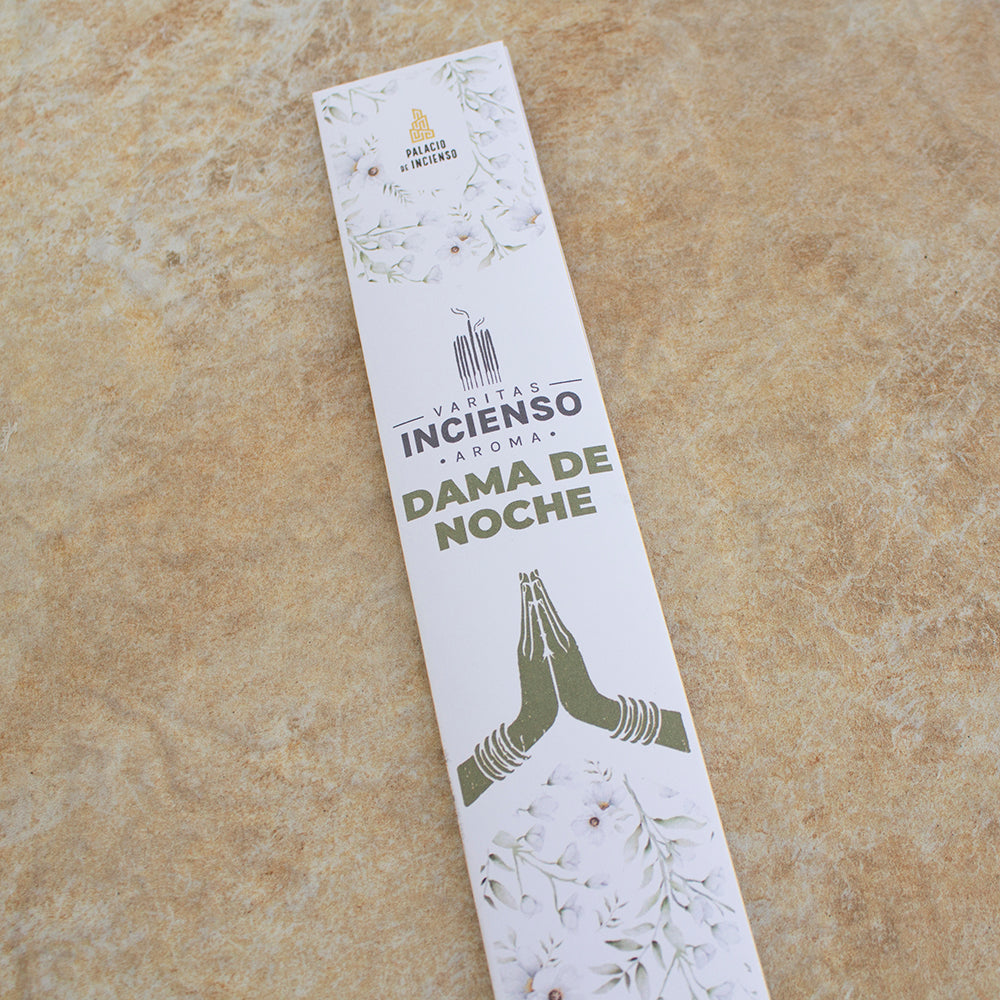 PALACIO
DE INCIENSO
VARITAS
INCIENSO
• AROMA •
DAMA DE
NOCHE